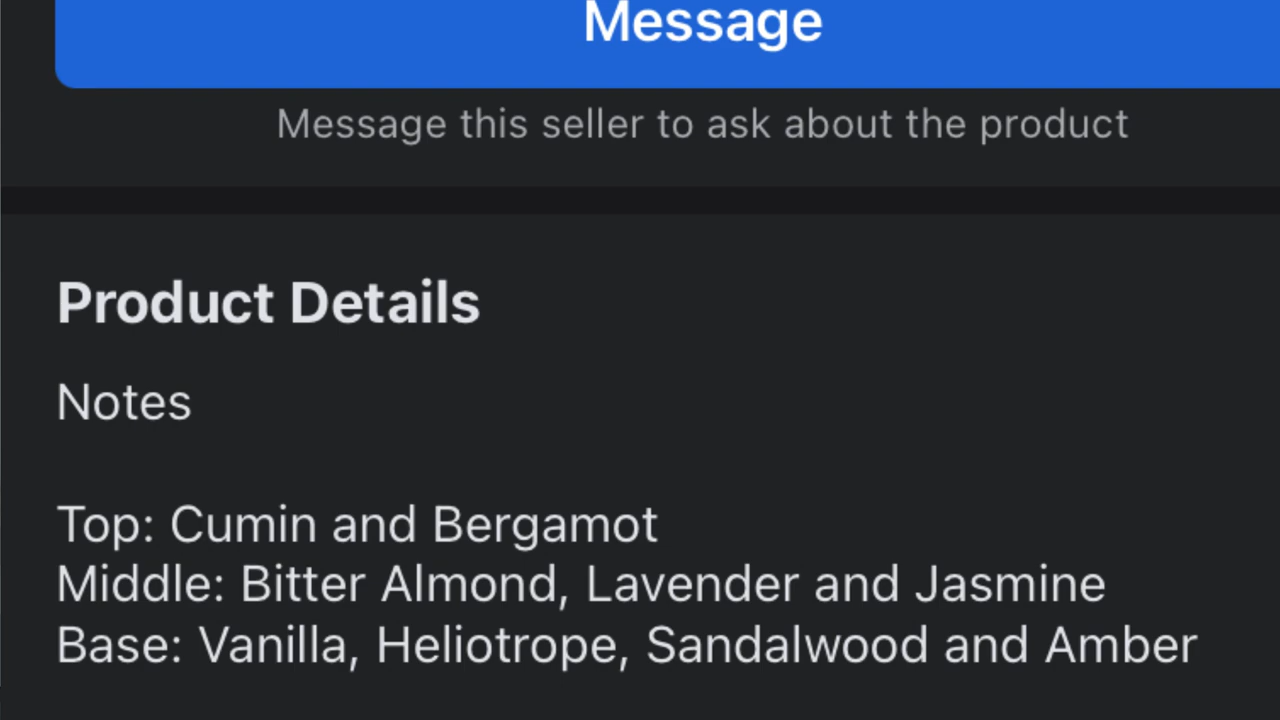 Message
Message this seller to ask about the product
Product Details
Notes
Top: Cumin and Bergamot
Middle: Bitter Almond, Lavender and Jasmine
Base: Vanilla, Heliotrope, Sandalwood and Amber